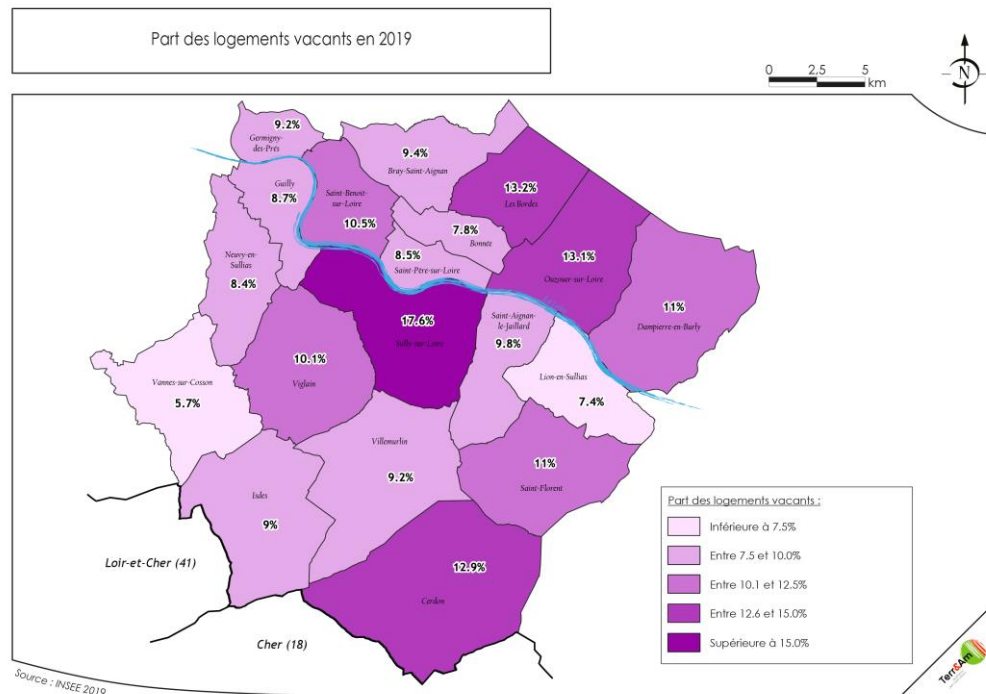 Part des logements vacants en 2019
0 2,5 5
km
N
9.2%
Germigny-
des-Prés
9.4%
Bray-Saint-Aignan
13.2%
Les Bordes
Guilly
8.7%
Saint-Benoît-
sur-Loire
10.5%
7.8%
Bonnée
8.5%
Saint-Père-sur-Loire
13.1%
Ouzouer-sur-Loire
11%
Dampierre-en-Burly
Neuvy-en-
Sullias
8.4%
17.6%
Sully-sur-Loire
Saint-Aignan-
le-Jaillard
9.8%
10.1%
Viglain
Vannes-sur-Cosson
5.7%
Lion-en-Sullias
7.4%
Villemurlin
9.2%
11%
Saint-Florent
Isdes
9%
12.9%
Cerdon
Loir-et-Cher (41)
Cher (18)
Part des logements vacants :
Inférieure à 7.5%
Entre 7.5 et 10.0%
Entre 10.1 et 12.5%
Entre 12.6 et 15.0%
Supérieure à 15.0%
Source : INSEE 2019
Terr&Am